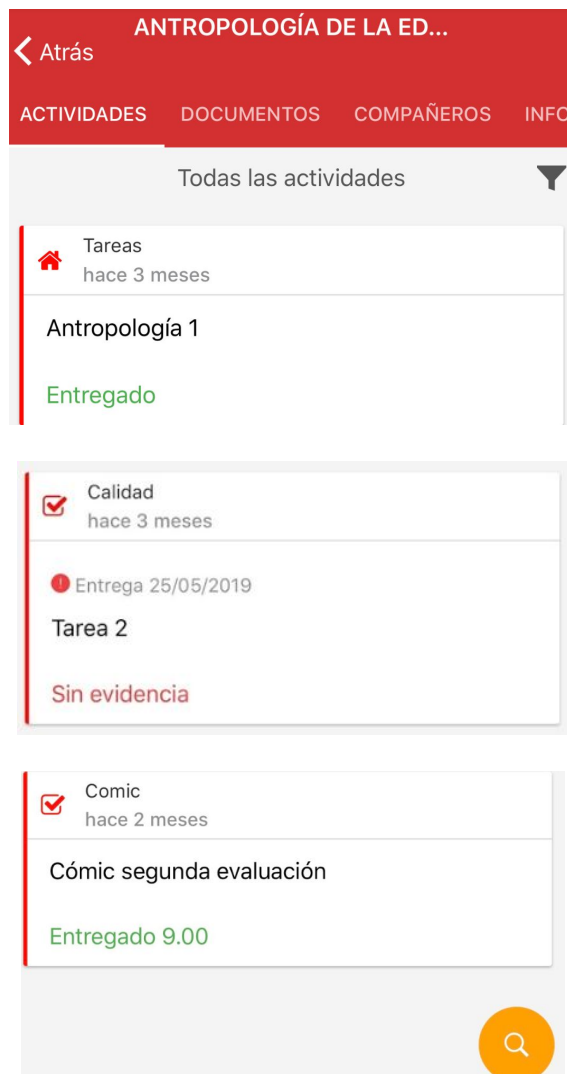 ANTROPOLOGÍA DE LA ED...
Atrás
ACTIVIDADES DOCUMENTOS COMPAÑEROS INFO
Todas las actividades
Tareas
hace 3 meses
Antropología 1
Entregado
Calidad
hace 3 meses
Entrega 25/05/2019
Tarea 2
Sin evidencia
Comic
hace 2 meses
Cómic segunda evaluación
Entregado 9.00